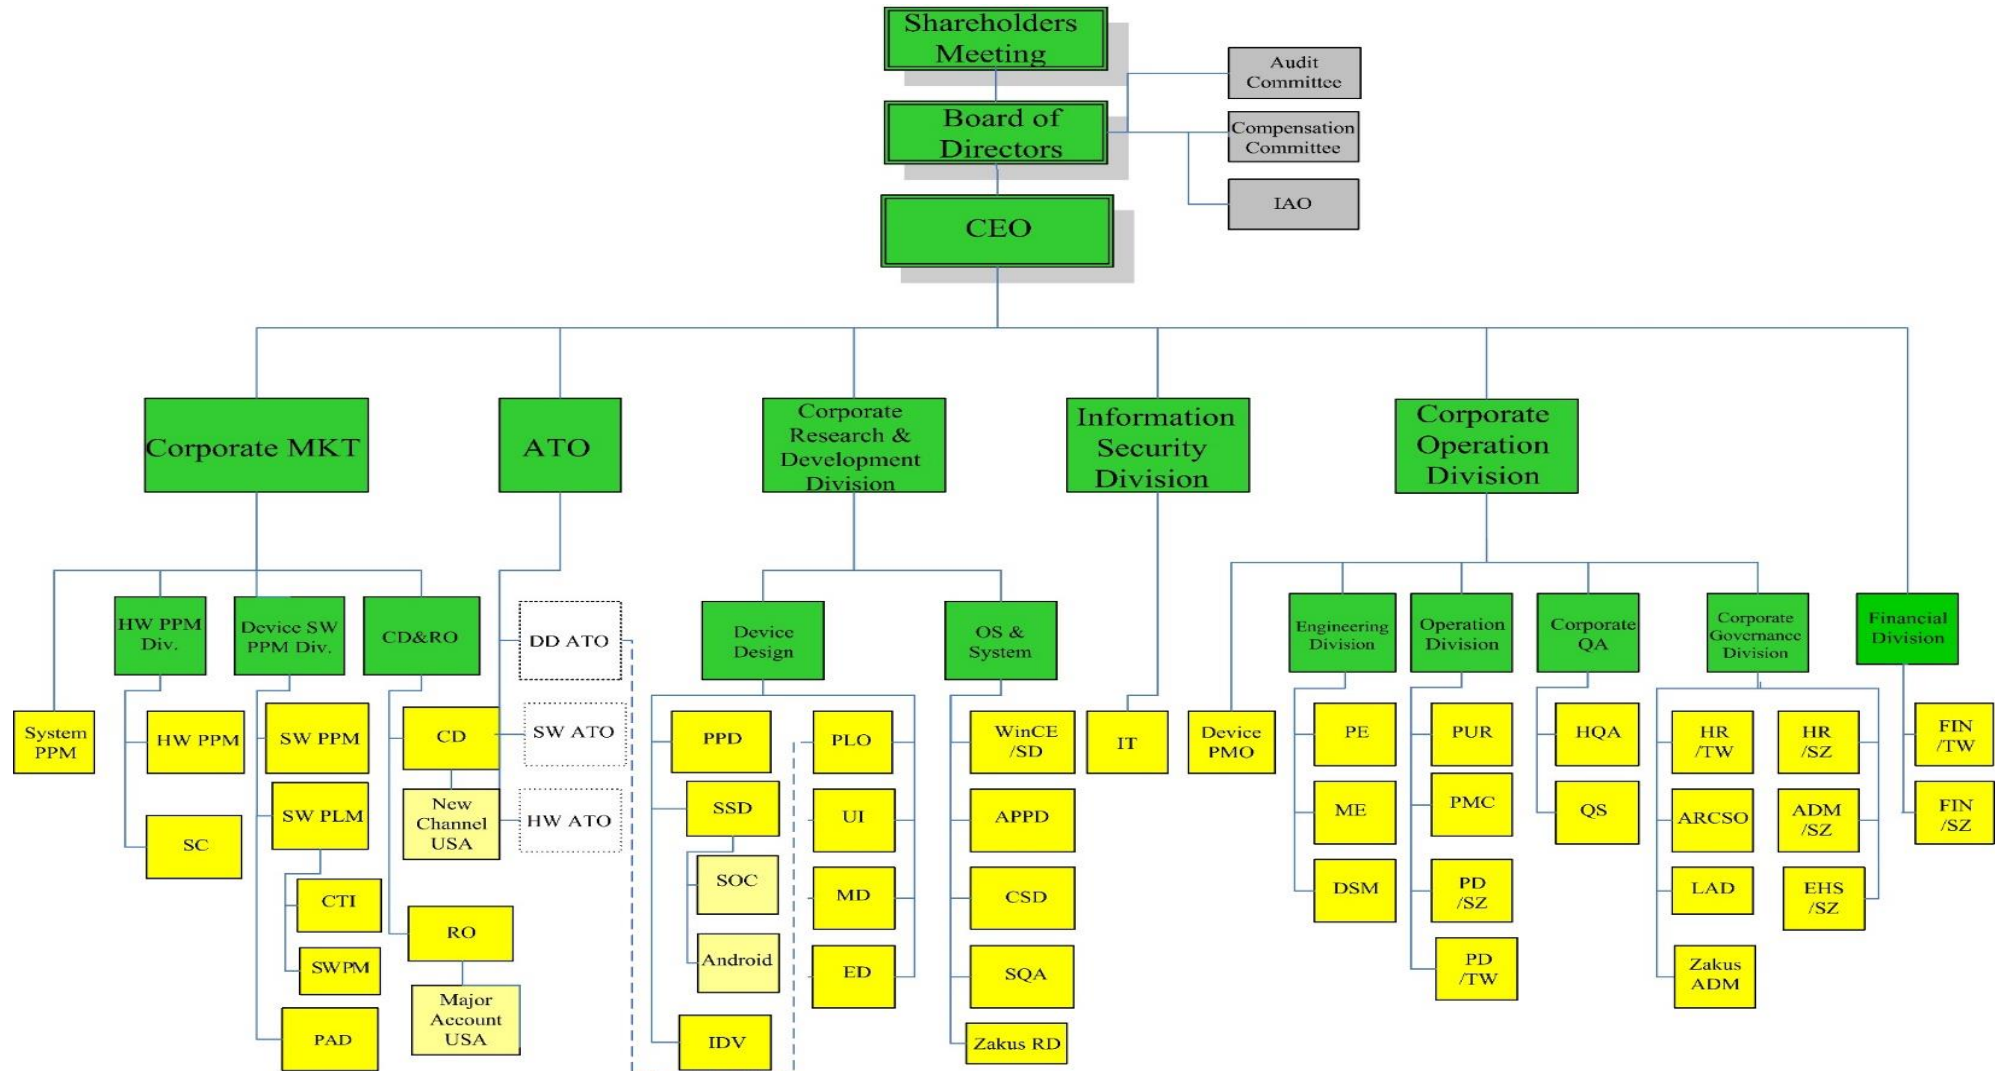 Shareholders
Meeting
Audit
Committee
Board of
Directors
Compensation
Committee
IAO
CEO
Corporate MKT
ATO
Corporate
Research &
Development
Division
Information
Security
Division
Corporate
Operation
Division
HW PPM
Div.
Device SW
PPM Div.
CD&RO
DD ATO
Device
Design
OS &
System
Engineering
Division
Operation
Division
Corporate
QA
Corporate
Governance
Division
Financial
Division
System
PPM
HW PPM
SW PPM
CD
SW ATO
PPD
PLO
WinCE
/SD
IT
Device
PMO
PE
PUR
HQA
HR
/TW
HR
/SZ
FIN
/TW
SC
SW PLM
New
Channel
USA
HW ATO
SSD
UI
APPD
ME
PMC
QS
ARCSO
ADM
/SZ
FIN
/SZ
CTI
SOC
MD
CSD
DSM
PD
/SZ
LAD
EHS
/SZ
RO
SWPM
Android
ED
SQA
PD
/TW
Zakus
ADM
Major
Account
USA
PAD
IDV
Zakus RD